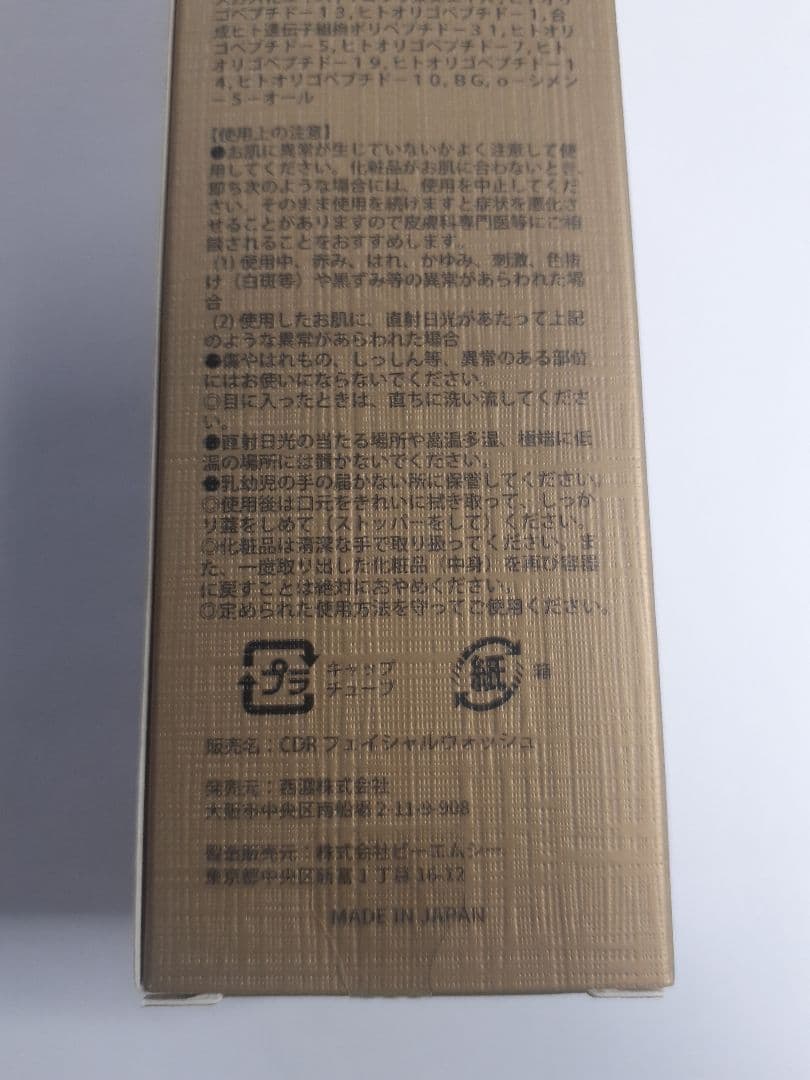 ゴペプチドー13,ヒトオリゴペプチドー1,合
成ヒト遺伝子組換ポリペプチドー31,ヒトオリ
ゴペプチドー5,ヒトオリゴペプチドー7,ヒト
オリゴペプチドー19,ヒトオリゴペプチドー1
4,ヒトオリゴペプチドー10,BG,oーシメン
ー5ーオール
【使用上の注意】
●お肌に異常が生じていないかよく注意して使
用してください。化粧品がお肌に合わないとき、
即ち次のような場合には、使用を中止してくだ
さい。そのまま使用を続けますと症状を悪化さ
せることがありますので皮膚科専門医等にご相
談されることをおすすめします。
(1) 使用中、赤み、はれ、かゆみ、刺激、色抜
け（白斑等）や黒ずみ等の異常があらわれた場
合
(2) 使用したお肌に、直射日光があたって上記
のような異常があらわれた場合
●傷やはれもの、しっしん等、異常のある部位
にはお使いにならないでください。
◎目に入ったときは、直ちに洗い流してくださ
い。
●直射日光の当たる場所や高温多湿、極端に低
温の場所には置かないでください。
●乳幼児の手の届かない所に保管してください。
◎使用後は口元をきれいに拭き取って、しっか
り蓋をしめて（ストッパーをして）ください。
◎化粧品は清潔な手で取り扱ってください。ま
た、一度取り出した化粧品（中身）を再び容器
に戻すことは絶対におやめください。
◎定められた使用方法を守ってご使用ください。
プラ キャップ チューブ
紙 箱
販売名：CDR フェイシャルウォッシュ
発売元：西濃株式会社
大阪市中央区南船場 2-11-9-908
製造販売元：株式会社ピーエムシー
東京都中央区新富 1 丁目 16-12
MADE IN JAPAN